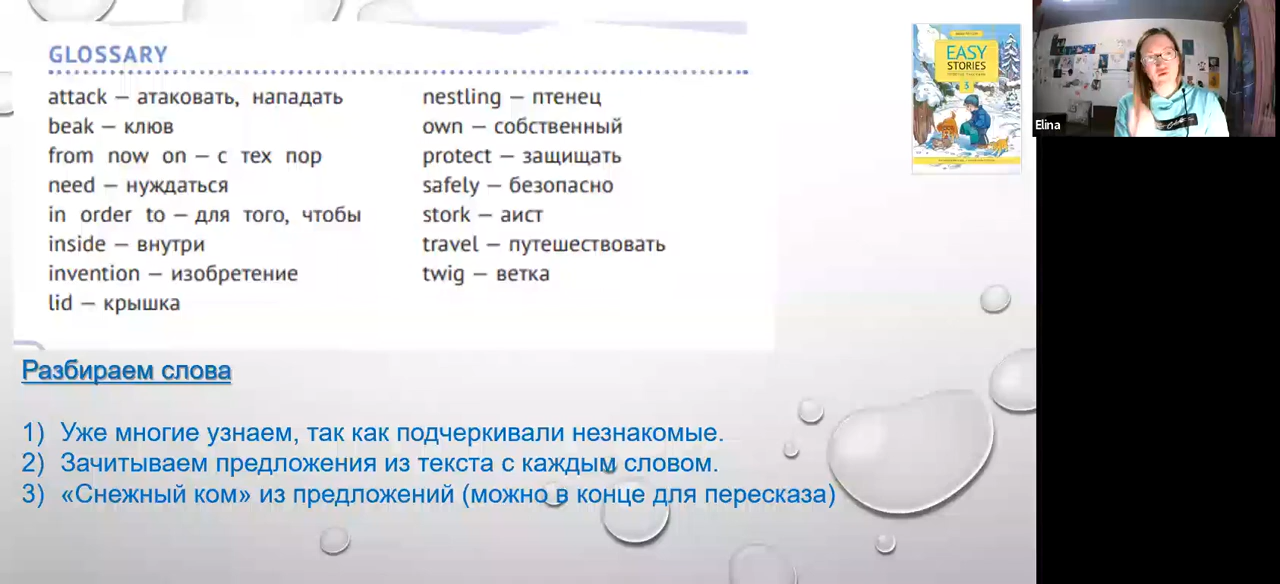 GLOSSARY
attack — атаковать, нападать
beak — клюв
from now on — с тех пор
need — нуждаться
in order to — для того, чтобы
inside — внутри
invention — изобретение
lid — крышка
nestling — птенец
own — собственный
protect — защищать
safely — безопасно
stork — аист
travel — путешествовать
twig — ветка
Разбираем слова
1) Уже многие узнаем, так как подчеркивали незнакомые.
2) Зачитываем предложения из текста с каждым словом.
3) «Снежный ком» из предложений (можно в конце для пересказа)
EASY
STORIES
3
Elina